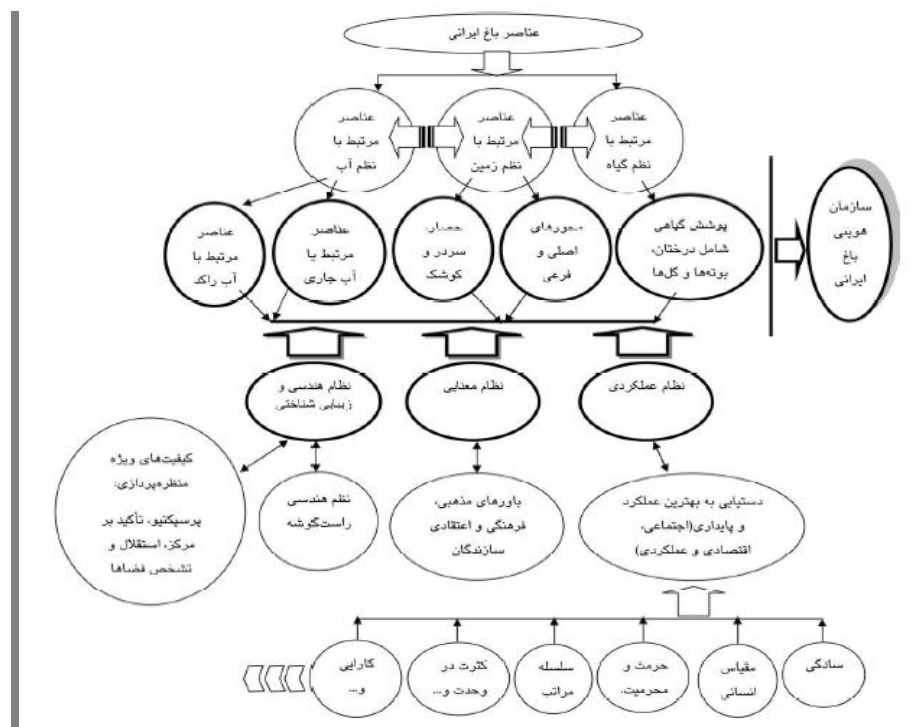 عناصر باغ ایرانی
عناصر
مرتبط با
نظم گیاه
عناصر
مرتبط با
نظم زمین
عناصر
مرتبط با
نظم آب
پوشش گیاهی
شامل درختان،
بوته‌ها و گل‌ها
محورهای
اصلی و
فرعی
حصار،
سردر و
کوشک
عناصر
مرتبط با
آب جاری
عناصر
مرتبط با
آب راکد
سازمان
هویتی
باغ
ایرانی
نظام عملکردی
نظام معنایی
نظام هندسی و
زیبایی شناختی
دستیابی به بهترین عملکرد
و پایداری(اجتماعی،
اقتصادی و عملکردی)
باورهای مذهبی،
فرهنگی و اعتقادی
سازندگان
نظم هندسی
راست‌گوشه
کیفیت‌های ویژه
منظره‌پردازی:
پرسپکتیو، تأکید بر
مرکز، استقلال و
تشخص فضاها
سادگی
مقیاس
انسانی
حرمت و
محرمیت.
سلسله
مراتب
کثرت در
وحدت و...
کارایی
و...